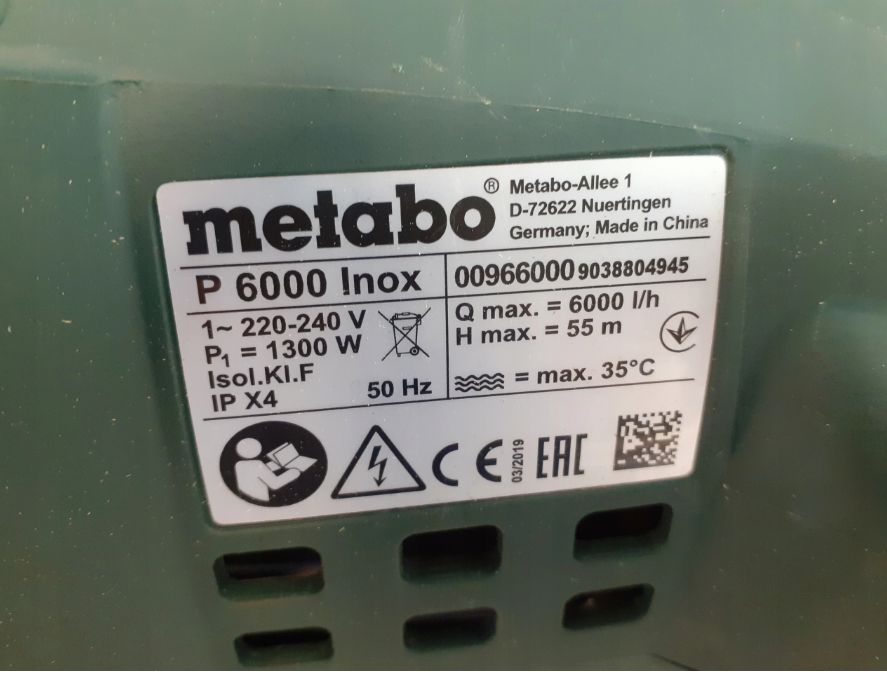 metabo®
Metabo-Allee 1
D-72622 Nuertingen
Germany; Made in China
P 6000 Inox
00966000 9038804945
1~ 220-240 V
P₁ = 1300 W
Isol.Kl.F
IP X4
50 Hz
Q max. = 6000 l/h
H max. = 55 m
= max. 35°C
CE
03/2019
EAC